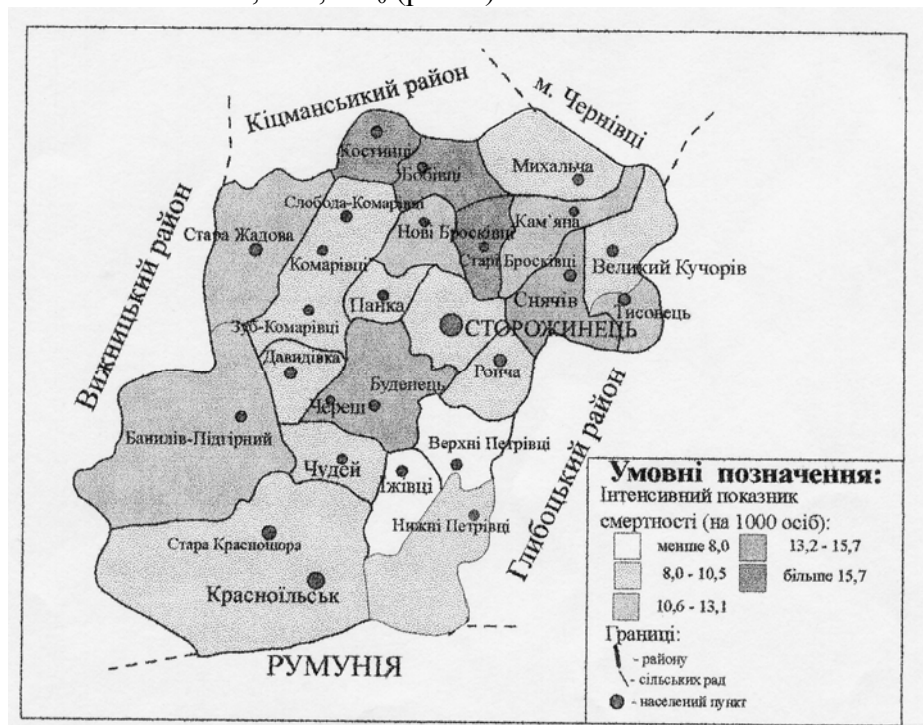 Кіцманський район
м. Чернівці
Костинці
Бобівці
Михальча
Слобода-Комарівці
Стара Жадова
Нові Бросківці
Кам`яна
Комарівці
Старі Бросківці
Великий Кучорів
Снячів
Панка
Тисовець
Зуб-Комарівці
СТОРОЖИНЕЦЬ
Давидівка
Ропча
Буденець
Череш
Вижницький район
Банилів-Підгірний
Верхні Петрівці
Чудей
Їжівці
Глибоцький район
Нижні Петрівці
Стара Красношора
Красноїльськ
РУМУНІЯ
Умовні позначення:
Інтенсивний показник
смертності (на 1000 осіб):
менше 8,0
13,2 - 15,7
8,0 - 10,5
більше 15,7
10,6 - 13,1
Границі:
- району
- сільських рад
- населений пункт